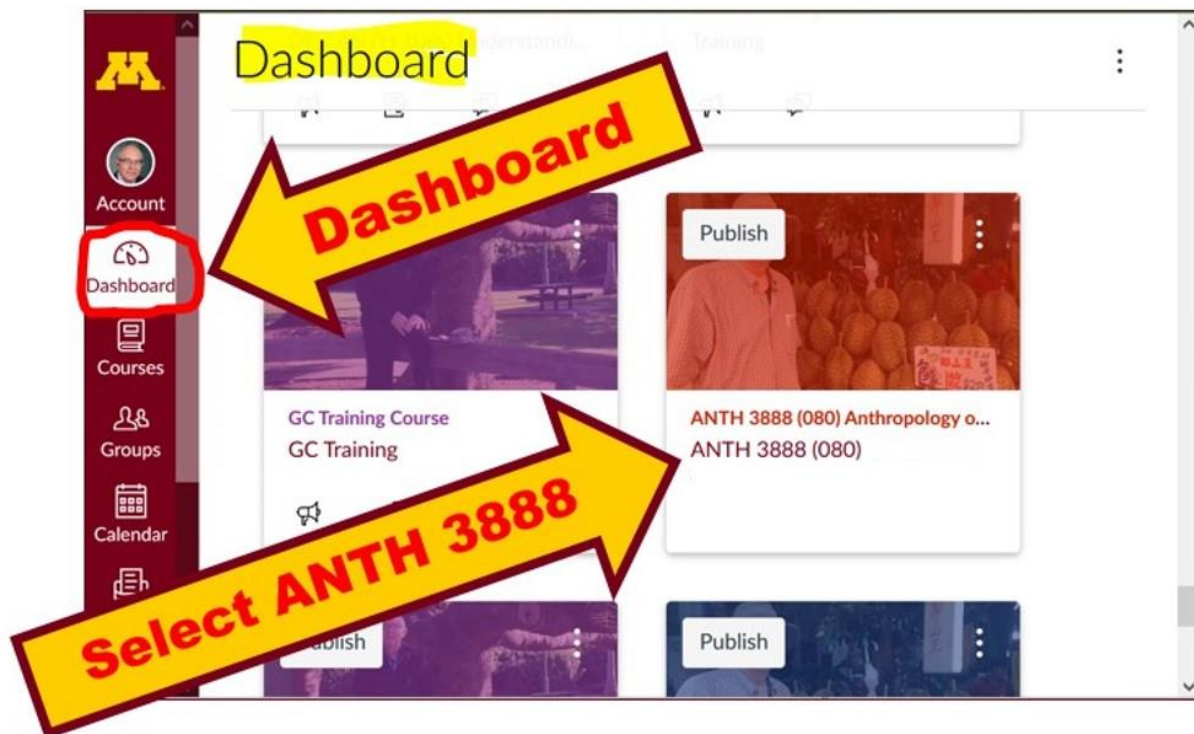 Dashboard
Training
Account
Dashboard
Dashboard
Courses
Groups
Calendar
Publish
GC Training Course
GC Training
ANTH 3888 (080) Anthropology o...
ANTH 3888 (080)
Select ANTH 3888
Publish
Publish